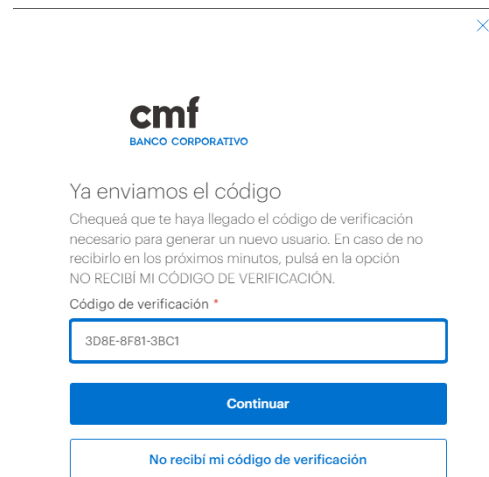 cmf
BANCO CORPORATIVO
Ya enviamos el código
Chequeá que te haya llegado el código de verificación
necesario para generar un nuevo usuario. En caso de no
recibirlo en los próximos minutos, pulsá en la opción
NO RECIBÍ MI CÓDIGO DE VERIFICACIÓN.
Código de verificación *
3D8E-8F81-3BC1
Continuar
No recibí mi código de verificación